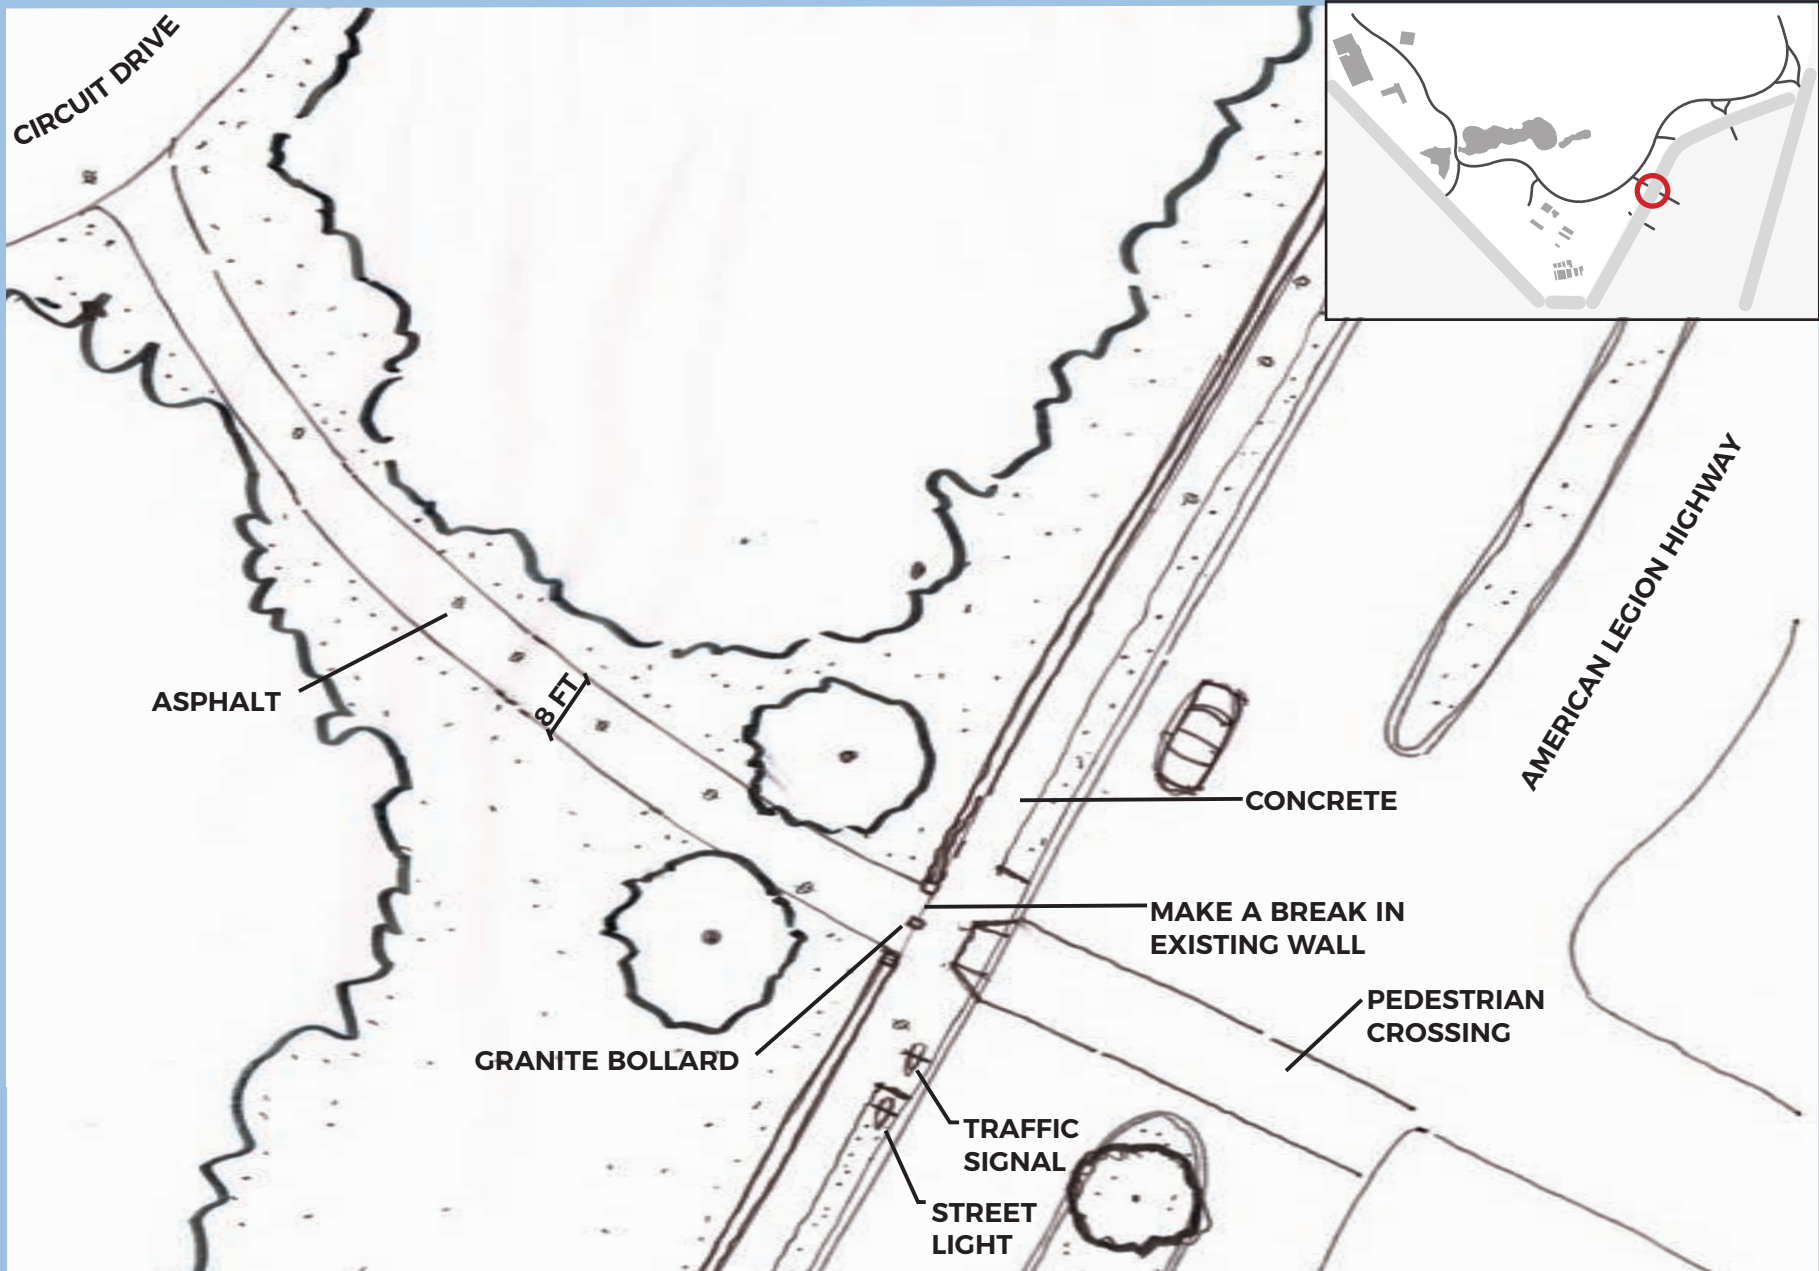 CIRCUIT DRIVE
AMERICAN LEGION HIGHWAY
ASPHALT
8 FT
CONCRETE
MAKE A BREAK IN
EXISTING WALL
PEDESTRIAN
CROSSING
GRANITE BOLLARD
TRAFFIC
SIGNAL
STREET
LIGHT